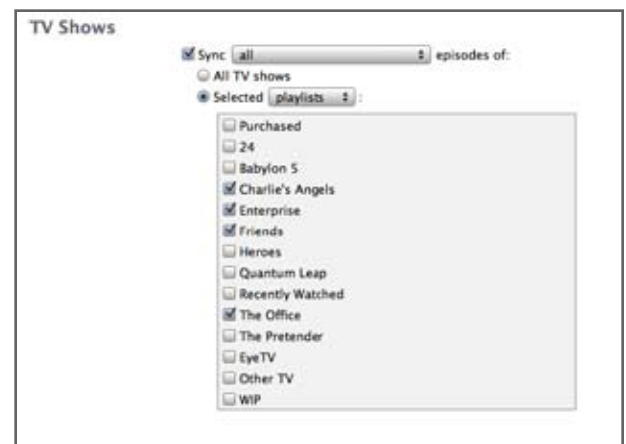 TV Shows
Sync all episodes of:
All TV shows
Selected playlists :
Purchased
24
Babylon 5
Charlie's Angels
Enterprise
Friends
Heroes
Quantum Leap
Recently Watched
The Office
The Pretender
EyeTV
Other TV
WIP